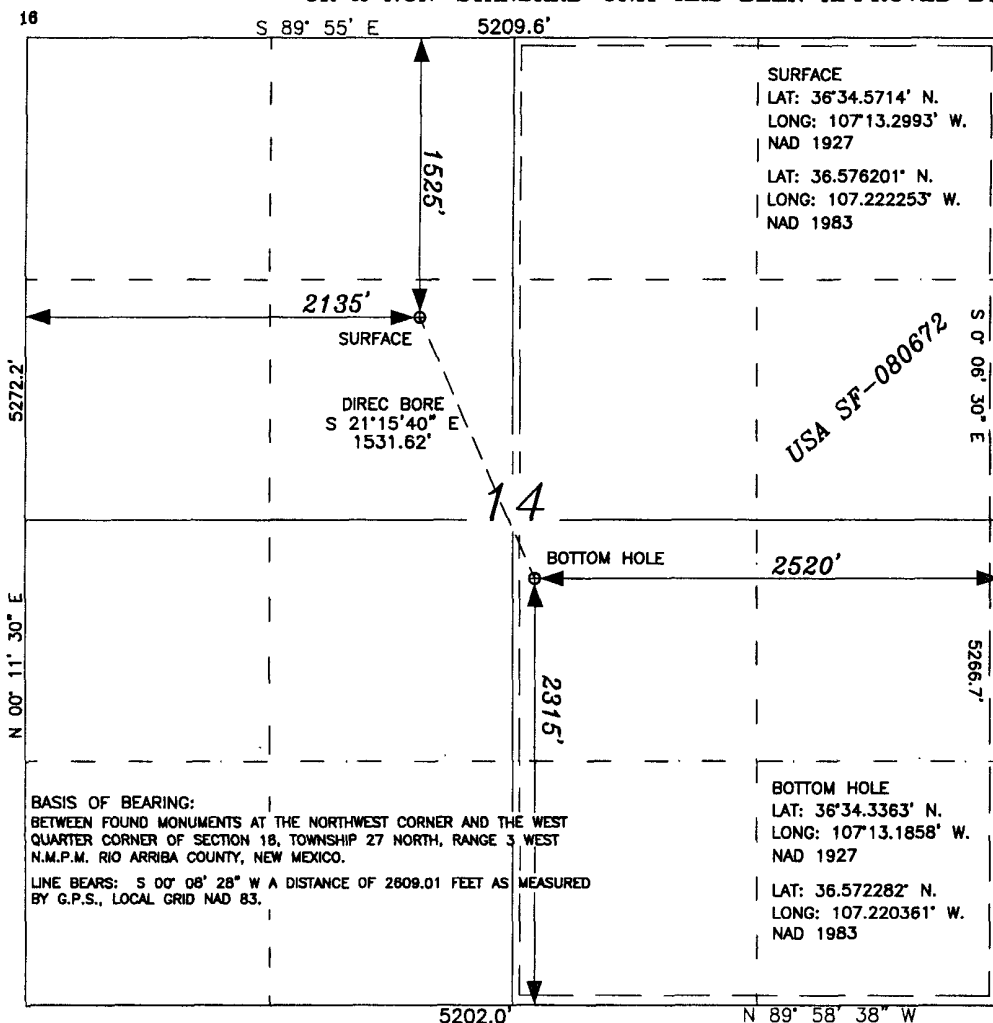 16
S 89° 55' E
5209.6'
SURFACE
LAT: 36°34.5714' N.
LONG: 107°13.2993' W.
NAD 1927
LAT: 36.576201° N.
LONG: 107.222253° W.
NAD 1983
1525'
2135'
SURFACE
5272.2'
DIREC BORE
S 21°15'40" E
1531.62'
USA SF-080672
S 0° 06' 30" E
14
BOTTOM HOLE
2520'
N 00° 11' 30" E
2315'
5266.7'
BASIS OF BEARING:
BETWEEN FOUND MONUMENTS AT THE NORTHWEST CORNER AND THE WEST
QUARTER CORNER OF SECTION 18, TOWNSHIP 27 NORTH, RANGE 3 WEST
N.M.P.M. RIO ARRIBA COUNTY, NEW MEXICO.
LINE BEARS: S 00° 08' 28" W A DISTANCE OF 2609.01 FEET AS MEASURED
BY G.P.S., LOCAL GRID NAD 83.
BOTTOM HOLE
LAT: 36°34.3363' N.
LONG: 107°13.1858' W.
NAD 1927
LAT: 36.572282° N.
LONG: 107.220361° W.
NAD 1983
5202.0'
N 89° 58' 38" W